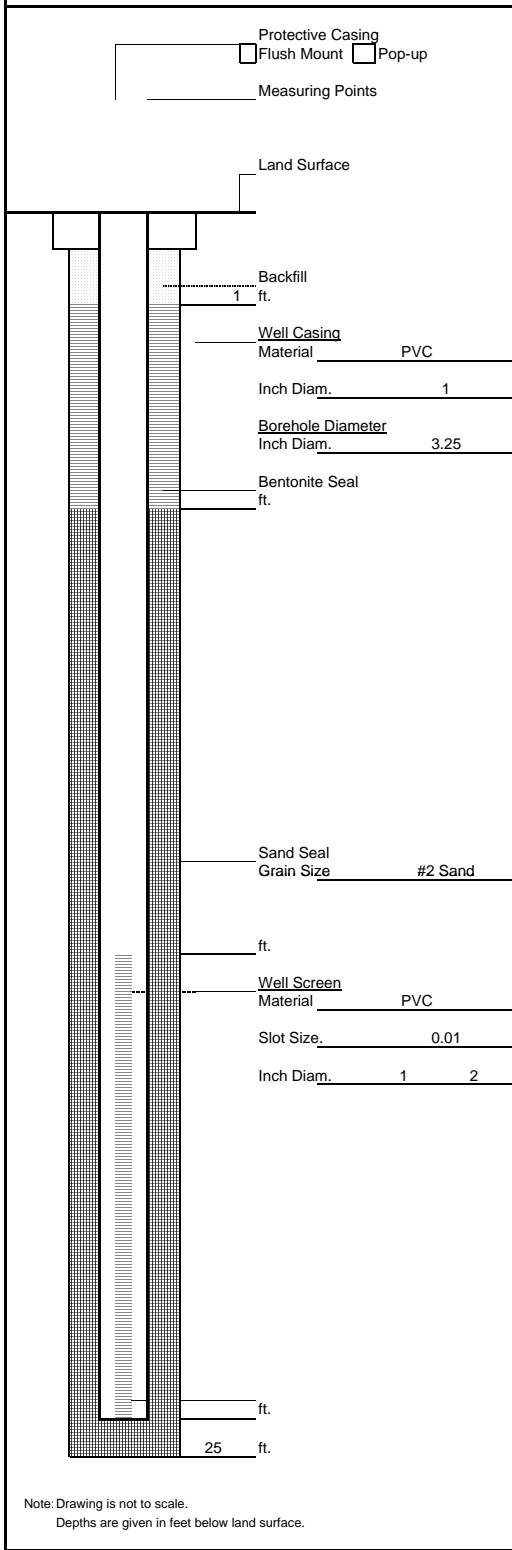 Protective Casing
Flush Mount Pop-up
Measuring Points
Land Surface
Backfill
1 ft.
Well Casing
Material PVC
Inch Diam. 1
Borehole Diameter
Inch Diam. 3.25
Bentonite Seal
ft.
Sand Seal
Grain Size #2 Sand
ft.
Well Screen
Material PVC
Slot Size. 0.01
Inch Diam. 1 2
ft.
25 ft.
Note: Drawing is not to scale.
Depths are given in feet below land surface.